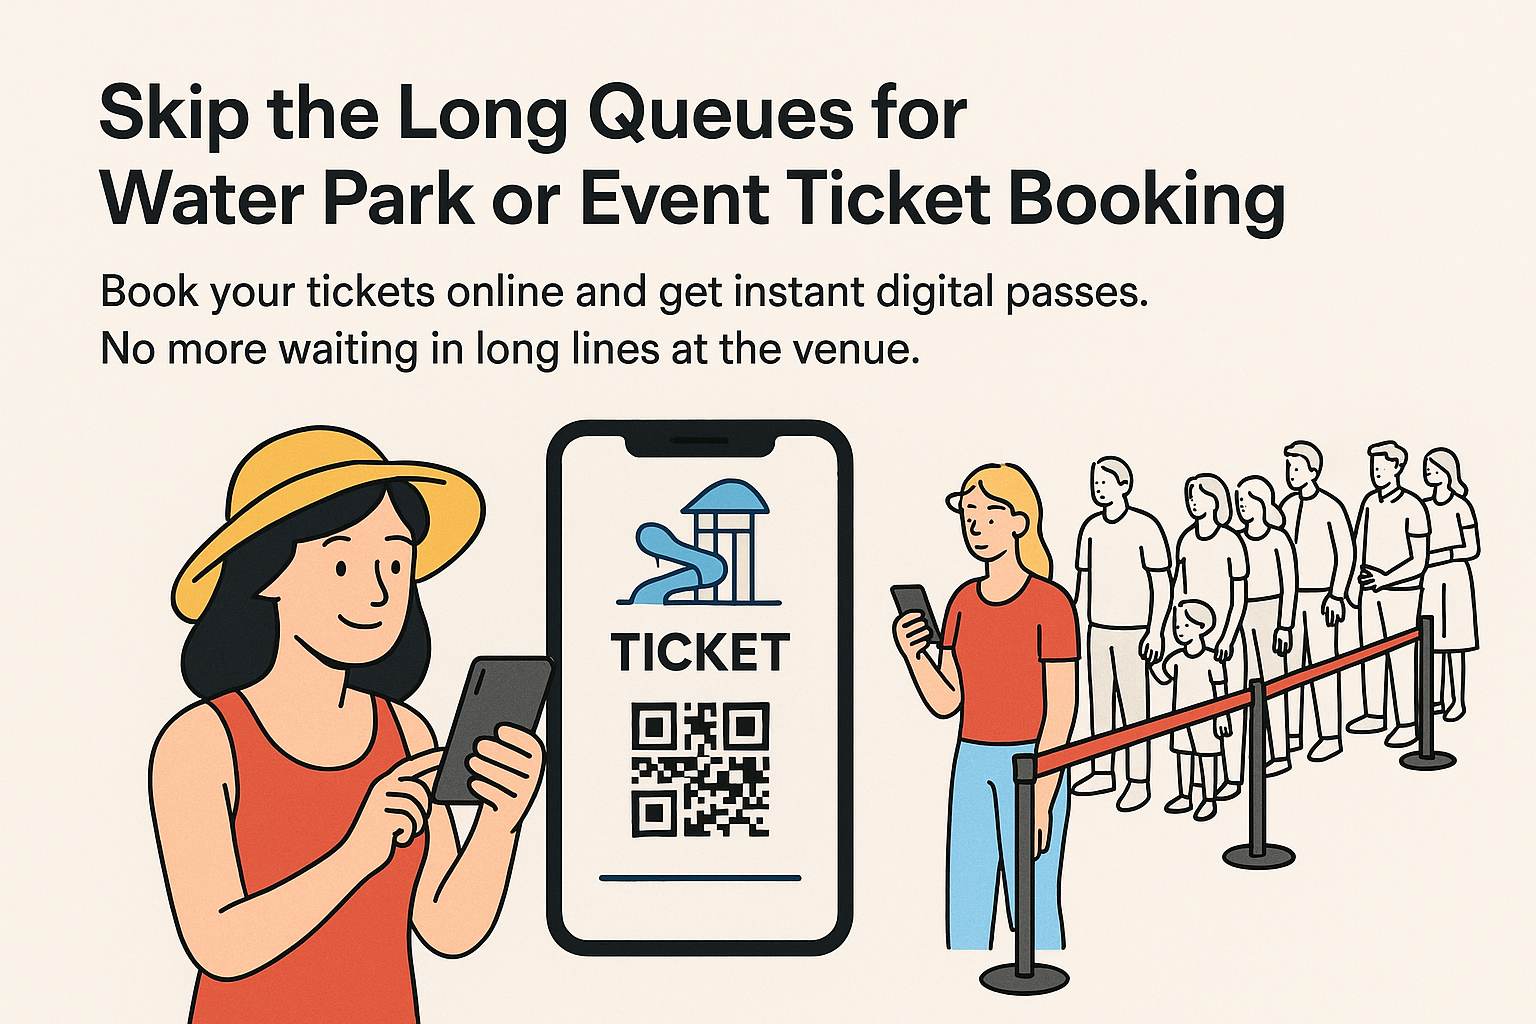 Skip the Long Queues for
Water Park or Event Ticket Booking
Book your tickets online and get instant digital passes.
No more waiting in long lines at the venue.
TICKET